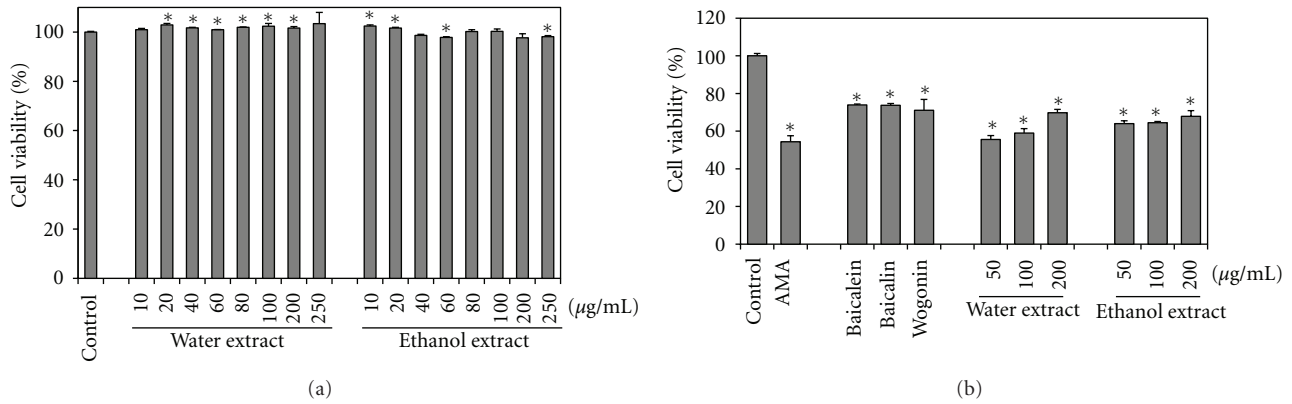 100
80
60
40
20
0
Cell viability (%)
* * * * * * *
* * * *
Control
10 20 40 60 80 100 200 250
10 20 40 60 80 100 200 250
(µg/mL)
Water extract
Ethanol extract
(a)
120
100
80
60
40
20
0
Cell viability (%)
* * * * * * * * * *
Control
AMA
Baicalein
Baicalin
Wogonin
50 100 200
50 100 200
(µg/mL)
Water extract
Ethanol extract
(b)